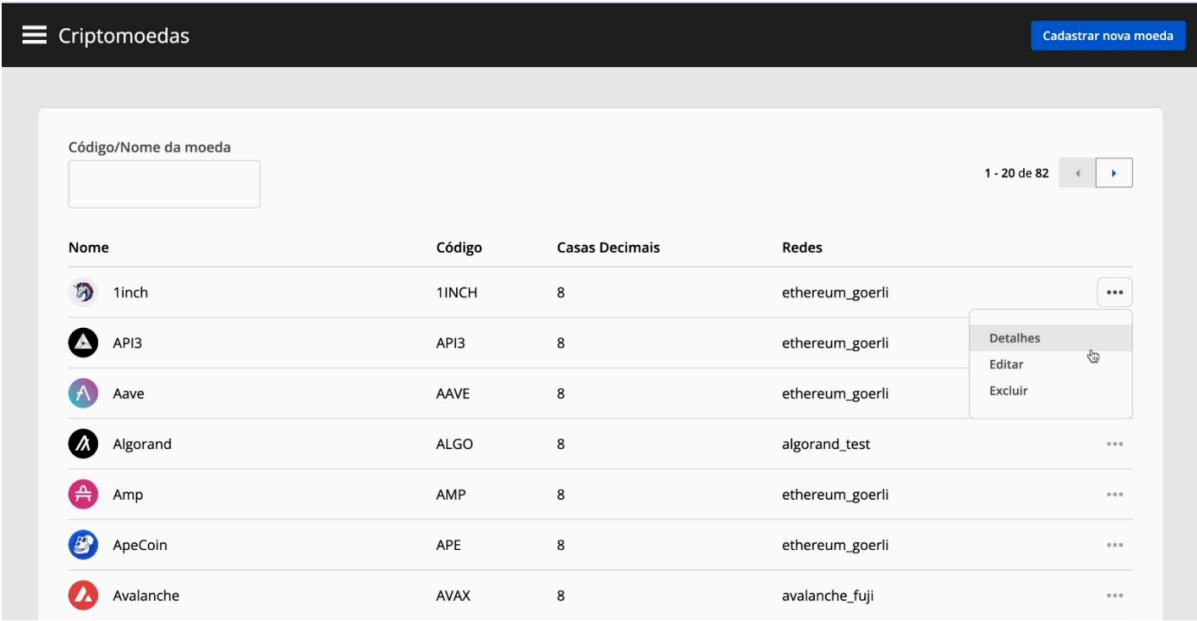 Criptomoedas
Cadastrar nova moeda
Código/Nome da moeda
1 - 20 de 82
Nome Código Casas Decimais Redes
1inch 1INCH 8 ethereum_goerli
API3 API3 8 ethereum_goerli
Detalhes
Editar
Excluir
Aave AAVE 8 ethereum_goerli
Algorand ALGO 8 algorand_test
Amp AMP 8 ethereum_goerli
ApeCoin APE 8 ethereum_goerli
Avalanche AVAX 8 avalanche_fuji